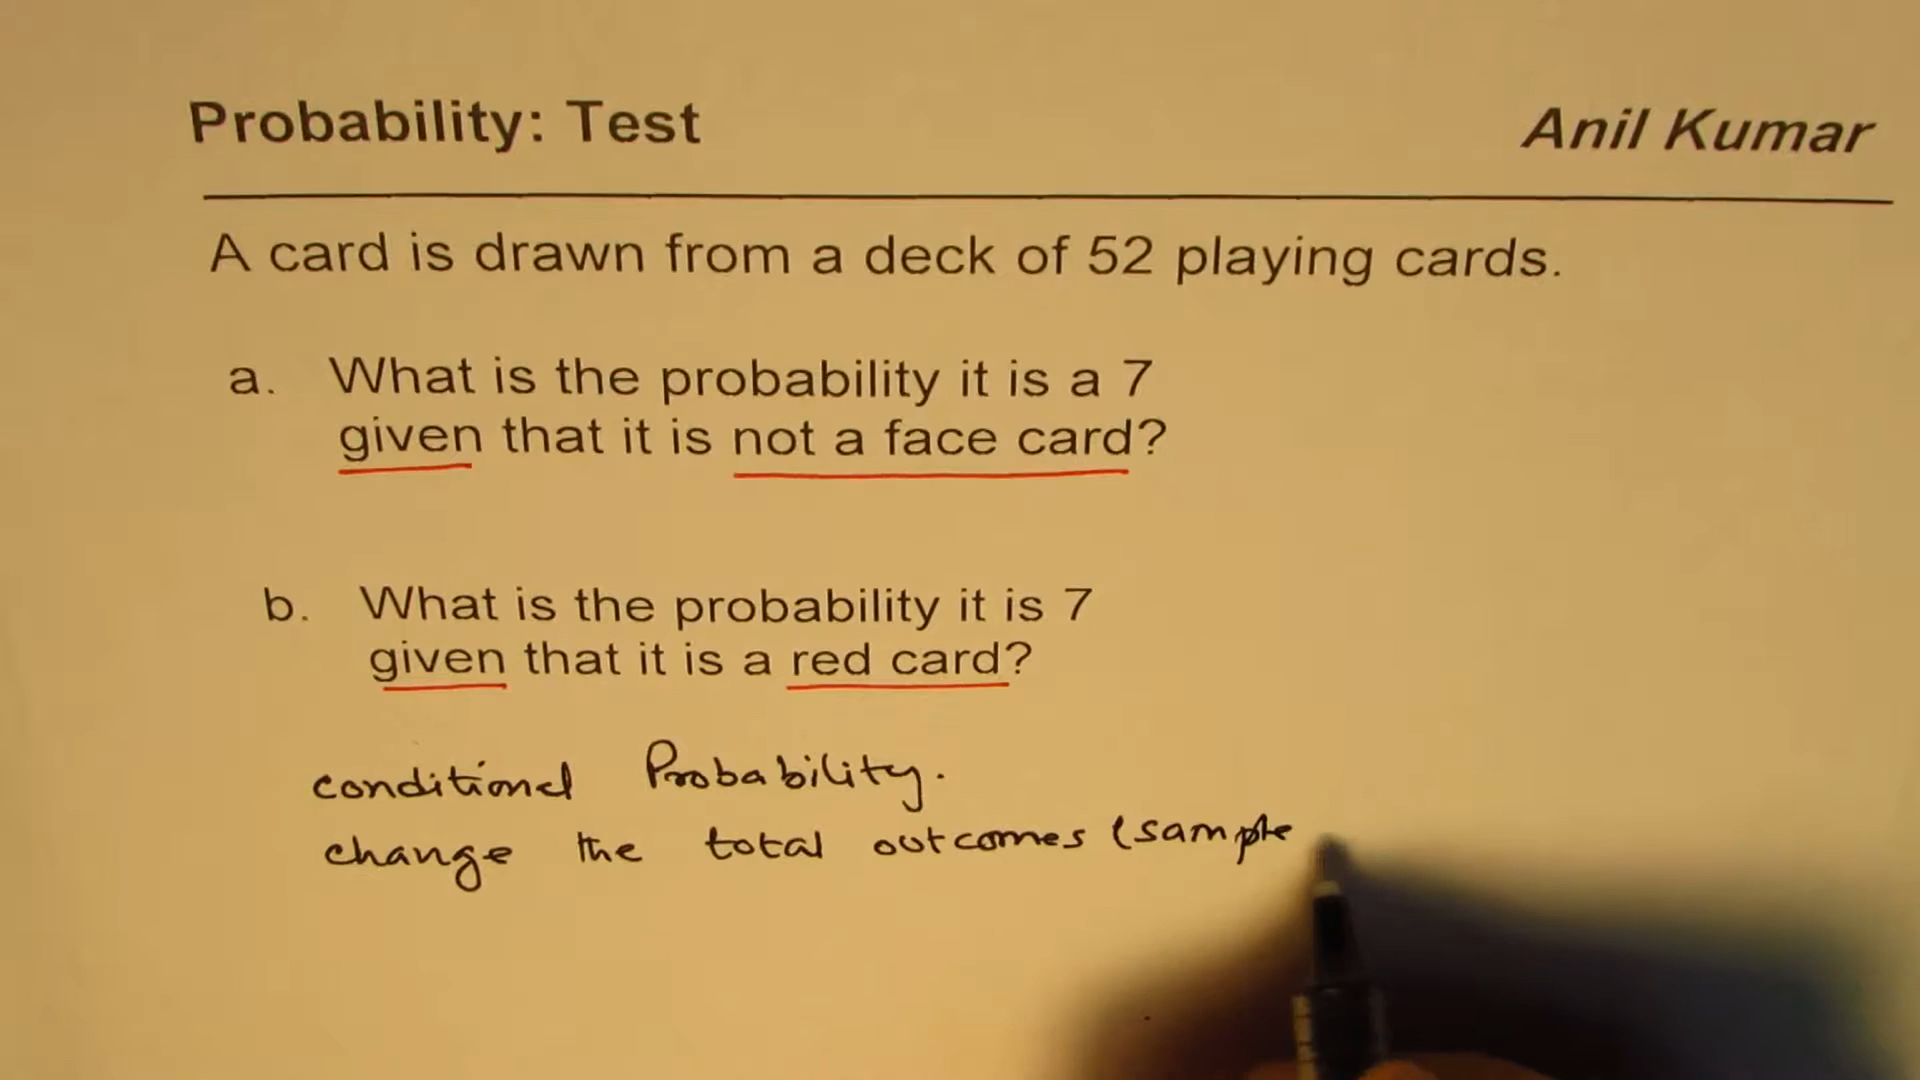 Probability: Test
Anil Kumar
A card is drawn from a deck of 52 playing cards.
a. What is the probability it is a 7
given that it is not a face card?
b. What is the probability it is 7
given that it is a red card?
conditional Probability.
change the total outcomes (sample